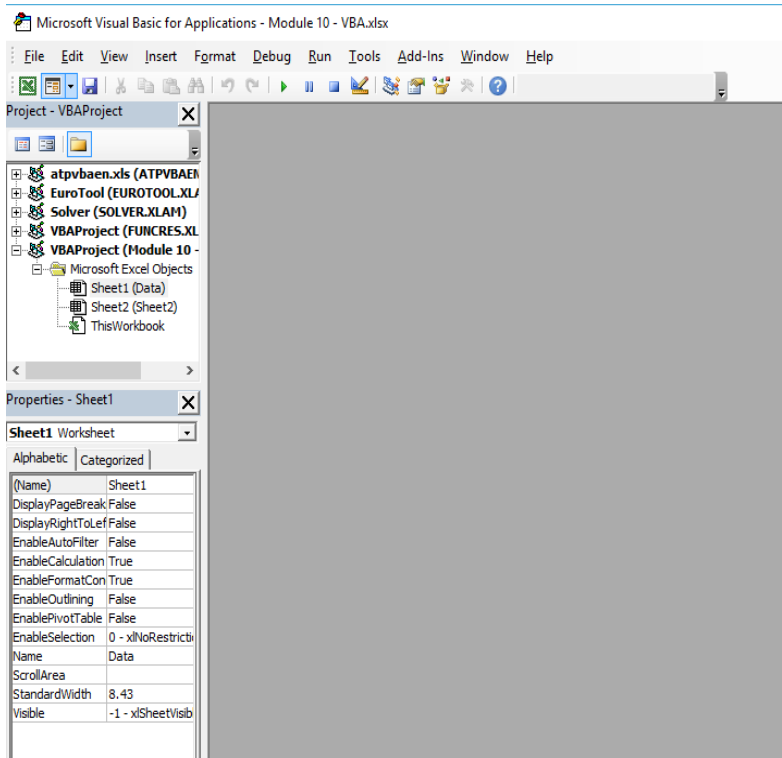 Microsoft Visual Basic for Applications - Module 10 - VBA.xlsx
File Edit View Insert Format Debug Run Tools Add-Ins Window Help
Project - VBAProject
atpvbaen.xls (ATPVBAEN
EuroTool (EUROTOOL.XLA
Solver (SOLVER.XLAM)
VBAProject (FUNCRES.XL
VBAProject (Module 10 -
Microsoft Excel Objects
Sheet1 (Data)
Sheet2 (Sheet2)
ThisWorkbook
Properties - Sheet1
Sheet1 Worksheet
Alphabetic Categorized
(Name) Sheet1
DisplayPageBreak False
DisplayRightToLef False
EnableAutoFilter False
EnableCalculation True
EnableFormatCon True
EnableOutlining False
EnablePivotTable False
EnableSelection 0 - xlNoRestricti
Name Data
ScrollArea
StandardWidth 8.43
Visible -1 - xlSheetVisib